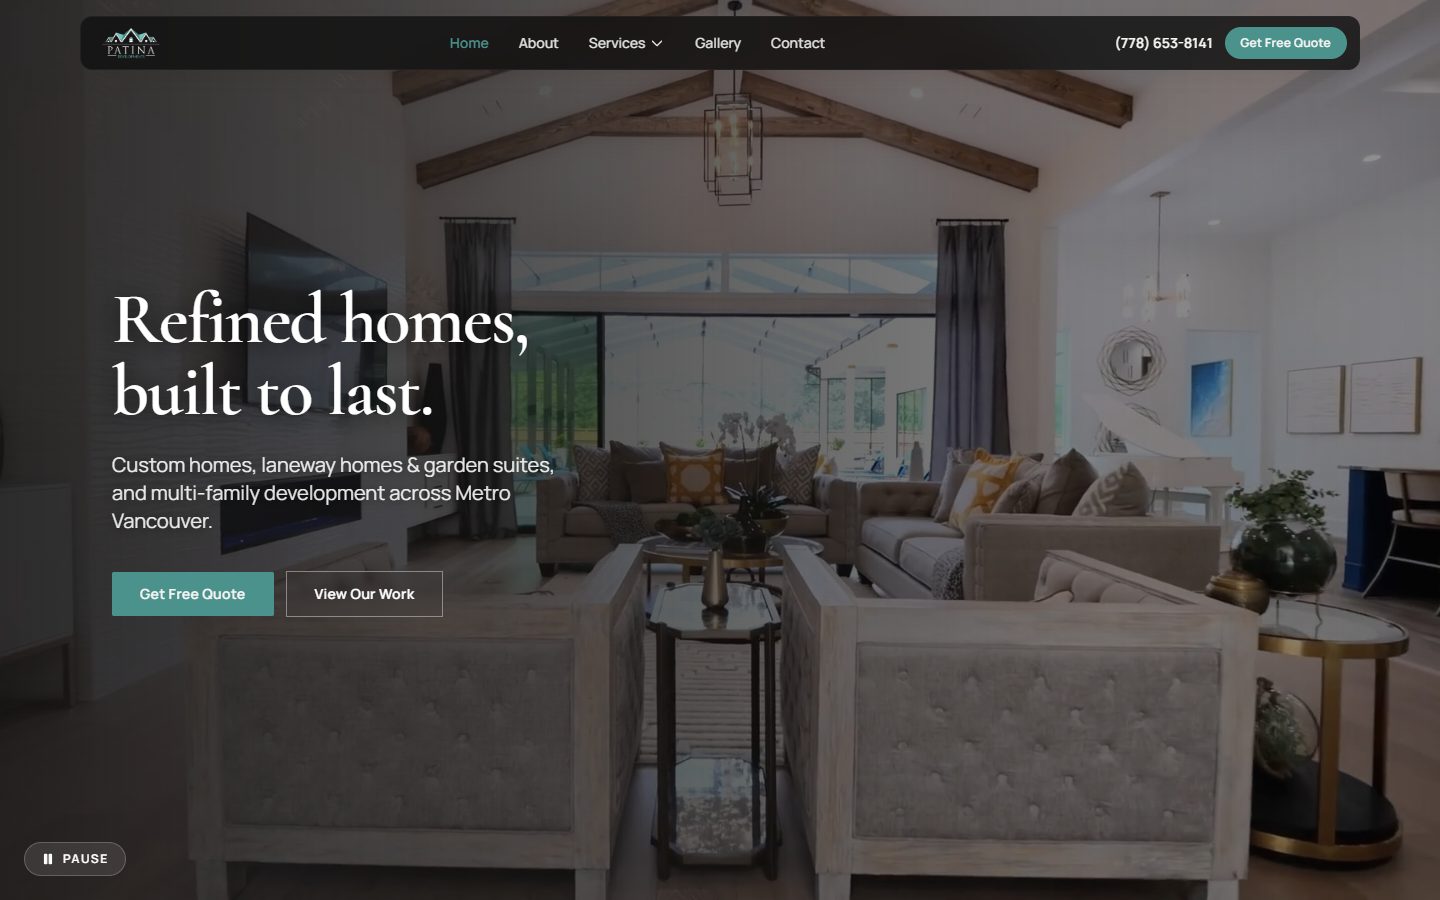 PATINA
Home
About
Services
Gallery
Contact
(778) 653-8141
Get Free Quote
Refined homes,
built to last.
Custom homes, laneway homes & garden suites,
and multi-family development across Metro
Vancouver.
Get Free Quote
View Our Work
PAUSE